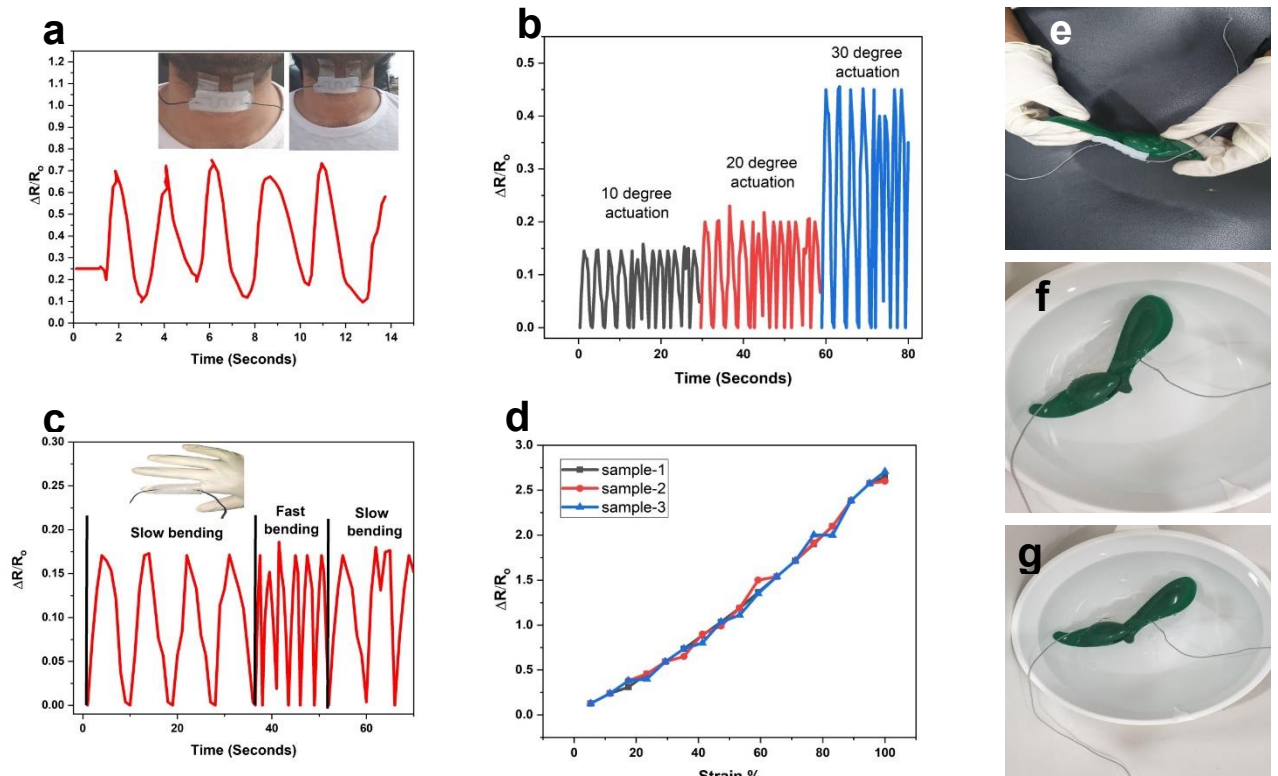 a
ΔR/Ro
1.2
1.1
1.0
0.9
0.8
0.7
0.6
0.5
0.4
0.3
0.2
0.1
0.0
0 2 4 6 8 10 12 14
Time (Seconds)
b
ΔR/Ro
0.5
0.4
0.3
0.2
0.1
0.0
10 degree
actuation
20 degree
actuation
30 degree
actuation
0 20 40 60 80
Time (Seconds)
c
ΔR/Ro
0.30
0.25
0.20
0.15
0.10
0.05
0.00
Slow bending
Fast
bending
Slow
bending
0 20 40 60
Time (Seconds)
d
ΔR/Ro
3.0
2.5
2.0
1.5
1.0
0.5
0.0
sample-1
sample-2
sample-3
0 20 40 60 80 100
Strain %
e
f
g